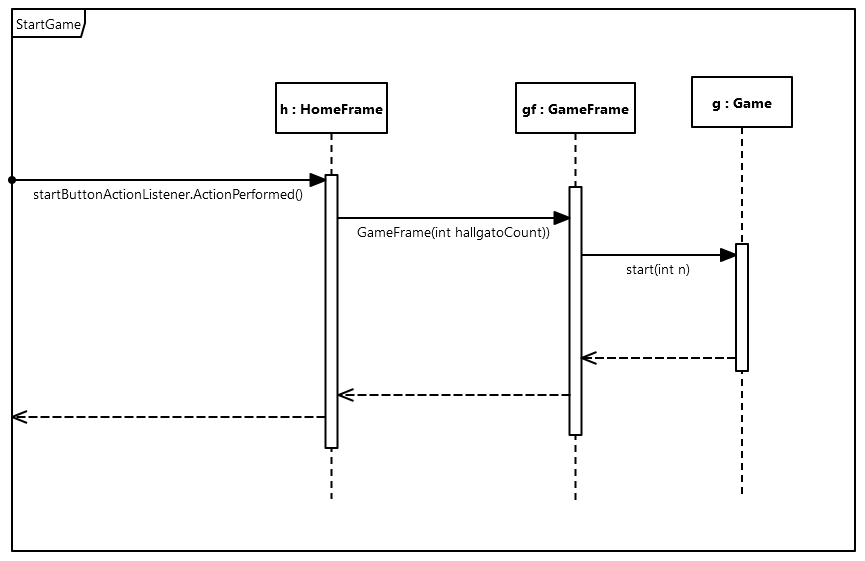 StartGame
h : HomeFrame
gf : GameFrame
g : Game
startButtonActionListener.ActionPerformed()
GameFrame(int hallgatoCount))
start(int n)